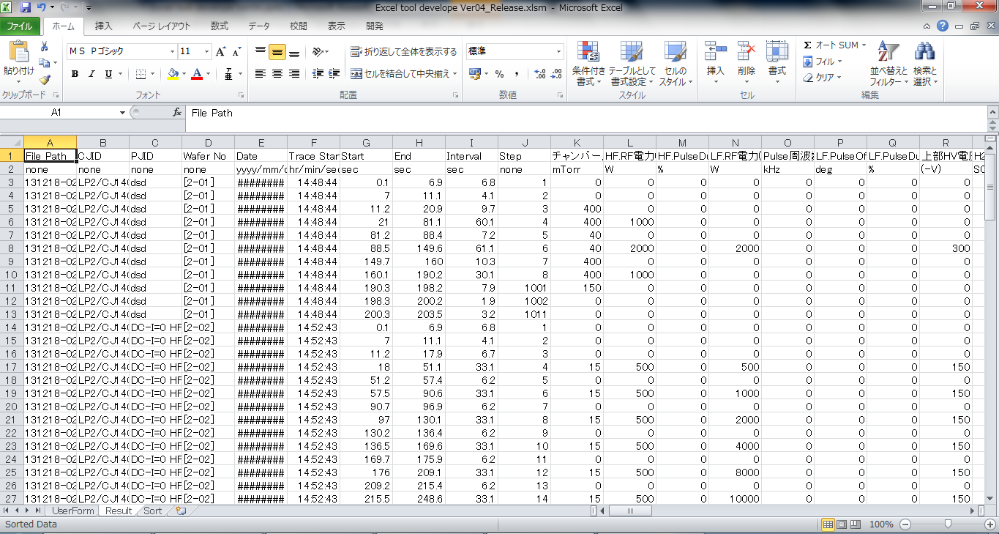 Excel tool develope Ver04_Release.xlsm - Microsoft Excel
ファイル ホーム 挿入 ページ レイアウト 数式 データ 校閲 表示 開発
貼り付け
クリップボード
ＭＳ Ｐゴシック 11
B I U
フォント
折り返して全体を表示する
セルを結合して中央揃え
配置
標準
%
数値
条件付き書式 テーブルとして書式設定 セルのスタイル
スタイル
挿入 削除 書式
セル
Σ オート SUM
フィル
クリア
並べ替えとフィルター 検索と選択
編集
A1 fx File Path
A B C D E F G H I J K L M N O P Q R
1 File Path CJID PJID Wafer No Date Trace Star Start End Interval Step チャンバー HF.RF電力( HF.PulseDu LF.RF電力( Pulse周波 LF.PulseOf LF.PulseDu 上部HV電 H2
2 none none none none yyyy/mm/ hr/min/se sec sec sec none mTorr W % W kHz deg % (-V) SC
3 131218-02 LP2/CJ14 dsd [2-01] ######## 14:48:44 0.1 6.9 6.8 1 0 0 0 0 0 0 0 0
4 131218-02 LP2/CJ14 dsd [2-01] ######## 14:48:44 7 11.1 4.1 2 0 0 0 0 0 0 0 0
5 131218-02 LP2/CJ14 dsd [2-01] ######## 14:48:44 11.2 20.9 9.7 3 400 0 0 0 0 0 0 0
6 131218-02 LP2/CJ14 dsd [2-01] ######## 14:48:44 21 81.1 60.1 4 400 1000 0 0 0 0 0 0
7 131218-02 LP2/CJ14 dsd [2-01] ######## 14:48:44 81.2 88.4 7.2 5 40 0 0 0 0 0 0 0
8 131218-02 LP2/CJ14 dsd [2-01] ######## 14:48:44 88.5 149.6 61.1 6 40 2000 0 2000 0 0 0 300
9 131218-02 LP2/CJ14 dsd [2-01] ######## 14:48:44 149.7 160 10.3 7 400 0 0 0 0 0 0 0
10 131218-02 LP2/CJ14 dsd [2-01] ######## 14:48:44 160.1 190.2 30.1 8 400 1000 0 0 0 0 0 0
11 131218-02 LP2/CJ14 dsd [2-01] ######## 14:48:44 190.3 198.2 7.9 1001 150 0 0 0 0 0 0 0
12 131218-02 LP2/CJ14 dsd [2-01] ######## 14:48:44 198.3 200.2 1.9 1002 0 0 0 0 0 0 0 0
13 131218-02 LP2/CJ14 dsd [2-01] ######## 14:48:44 200.3 203.5 3.2 1011 0 0 0 0 0 0 0 0
14 131218-02 LP2/CJ14 DC-I=0 HF [2-02] ######## 14:52:43 0.1 6.9 6.8 1 0 0 0 0 0 0 0 0
15 131218-02 LP2/CJ14 DC-I=0 HF [2-02] ######## 14:52:43 7 11.1 4.1 2 0 0 0 0 0 0 0 0
16 131218-02 LP2/CJ14 DC-I=0 HF [2-02] ######## 14:52:43 11.2 17.9 6.7 3 0 0 0 0 0 0 0 0
17 131218-02 LP2/CJ14 DC-I=0 HF [2-02] ######## 14:52:43 18 51.1 33.1 4 15 500 0 500 0 0 0 150
18 131218-02 LP2/CJ14 DC-I=0 HF [2-02] ######## 14:52:43 51.2 57.4 6.2 5 0 0 0 0 0 0 0 0
19 131218-02 LP2/CJ14 DC-I=0 HF [2-02] ######## 14:52:43 57.5 90.6 33.1 6 15 500 0 1000 0 0 0 150
20 131218-02 LP2/CJ14 DC-I=0 HF [2-02] ######## 14:52:43 90.7 96.9 6.2 7 0 0 0 0 0 0 0 0
21 131218-02 LP2/CJ14 DC-I=0 HF [2-02] ######## 14:52:43 97 130.1 33.1 8 15 500 0 2000 0 0 0 150
22 131218-02 LP2/CJ14 DC-I=0 HF [2-02] ######## 14:52:43 130.2 136.4 6.2 9 0 0 0 0 0 0 0 0
23 131218-02 LP2/CJ14 DC-I=0 HF [2-02] ######## 14:52:43 136.5 169.6 33.1 10 15 500 0 4000 0 0 0 150
24 131218-02 LP2/CJ14 DC-I=0 HF [2-02] ######## 14:52:43 169.7 175.9 6.2 11 0 0 0 0 0 0 0 0
25 131218-02 LP2/CJ14 DC-I=0 HF [2-02] ######## 14:52:43 176 209.1 33.1 12 15 500 0 8000 0 0 0 150
26 131218-02 LP2/CJ14 DC-I=0 HF [2-02] ######## 14:52:43 209.2 215.4 6.2 13 0 0 0 0 0 0 0 0
27 131218-02 LP2/CJ14 DC-I=0 HF [2-02] ######## 14:52:43 215.5 248.6 33.1 14 15 500 0 10000 0 0 0 150
UserForm Result Sort
Sorted Data 100%